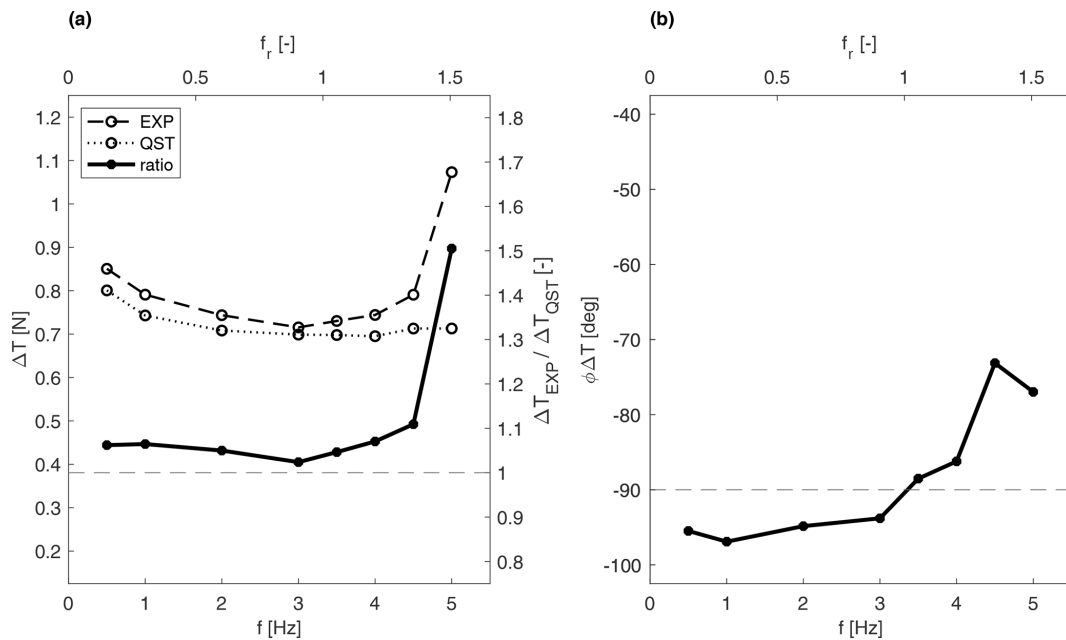 (a)
f_r [-]
0 0.5 1 1.5
EXP
QST
ratio
ΔT [N]
1.2
1.1
1
0.9
0.8
0.7
0.6
0.5
0.4
0.3
0.2
1.8
1.7
1.6
1.5
1.4
1.3
1.2
1.1
1
0.9
0.8
ΔT_EXP / ΔT_QST [-]
0 1 2 3 4 5
f [Hz]
(b)
f_r [-]
0 0.5 1 1.5
ϕΔT [deg]
-40
-50
-60
-70
-80
-90
-100
0 1 2 3 4 5
f [Hz]